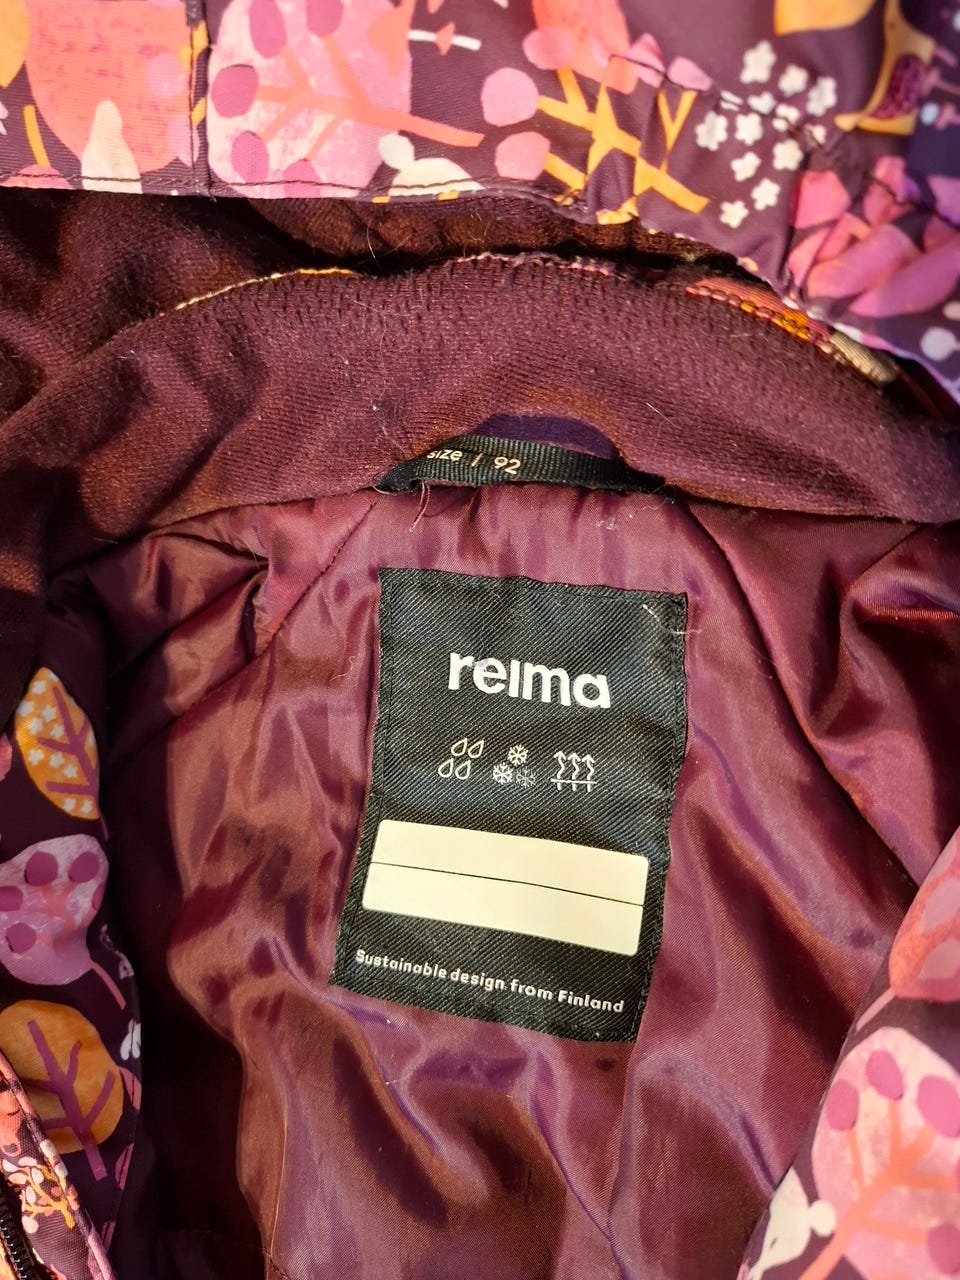 size / 92
reima
Sustainable design from Finland